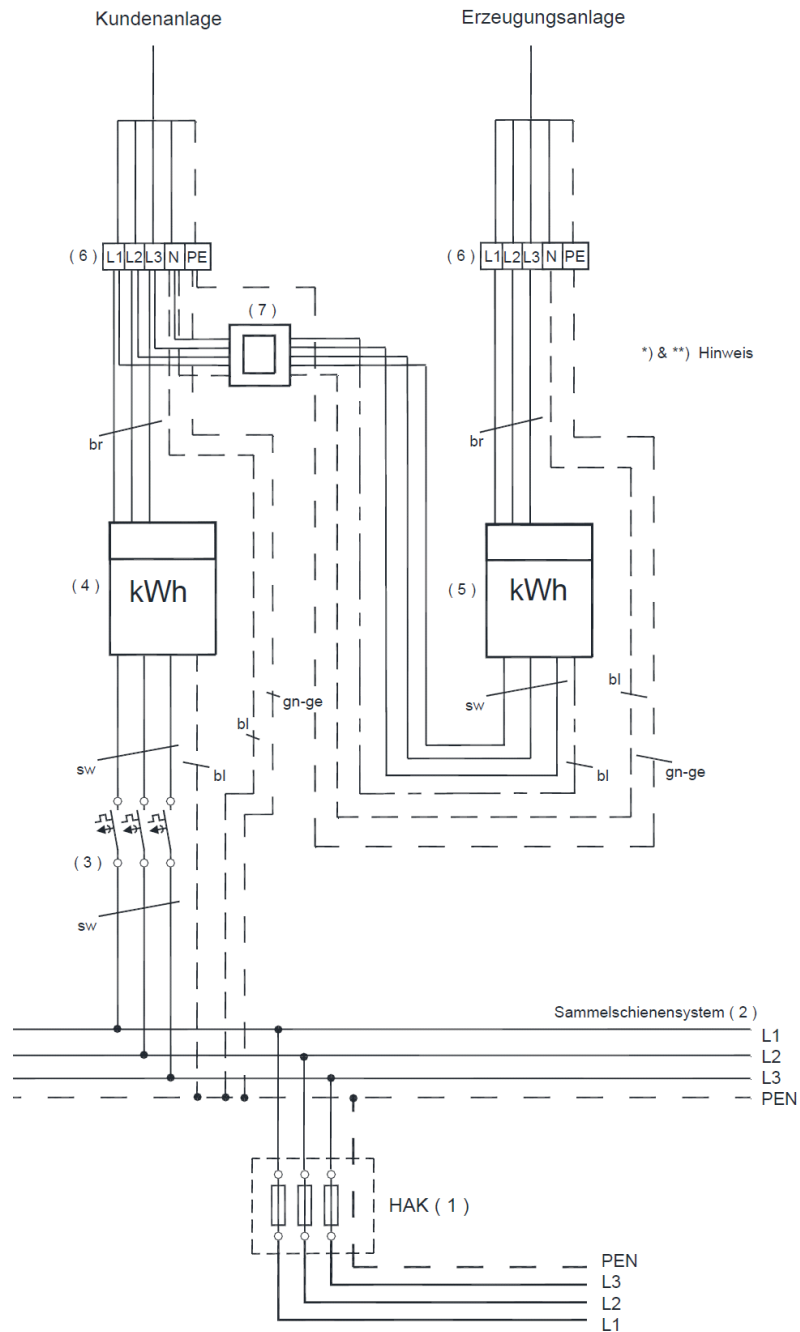 Kundenanlage
Erzeugungsanlage
( 6 ) L1 L2 L3 N PE
( 6 ) L1 L2 L3 N PE
( 7 )
*) & **) Hinweis
br
br
( 4 ) kWh
( 5 ) kWh
bl
gn-ge
sw
bl
sw
bl
bl
gn-ge
( 3 )
sw
Sammelschienensystem ( 2 )
L1
L2
L3
PEN
HAK ( 1 )
PEN
L3
L2
L1